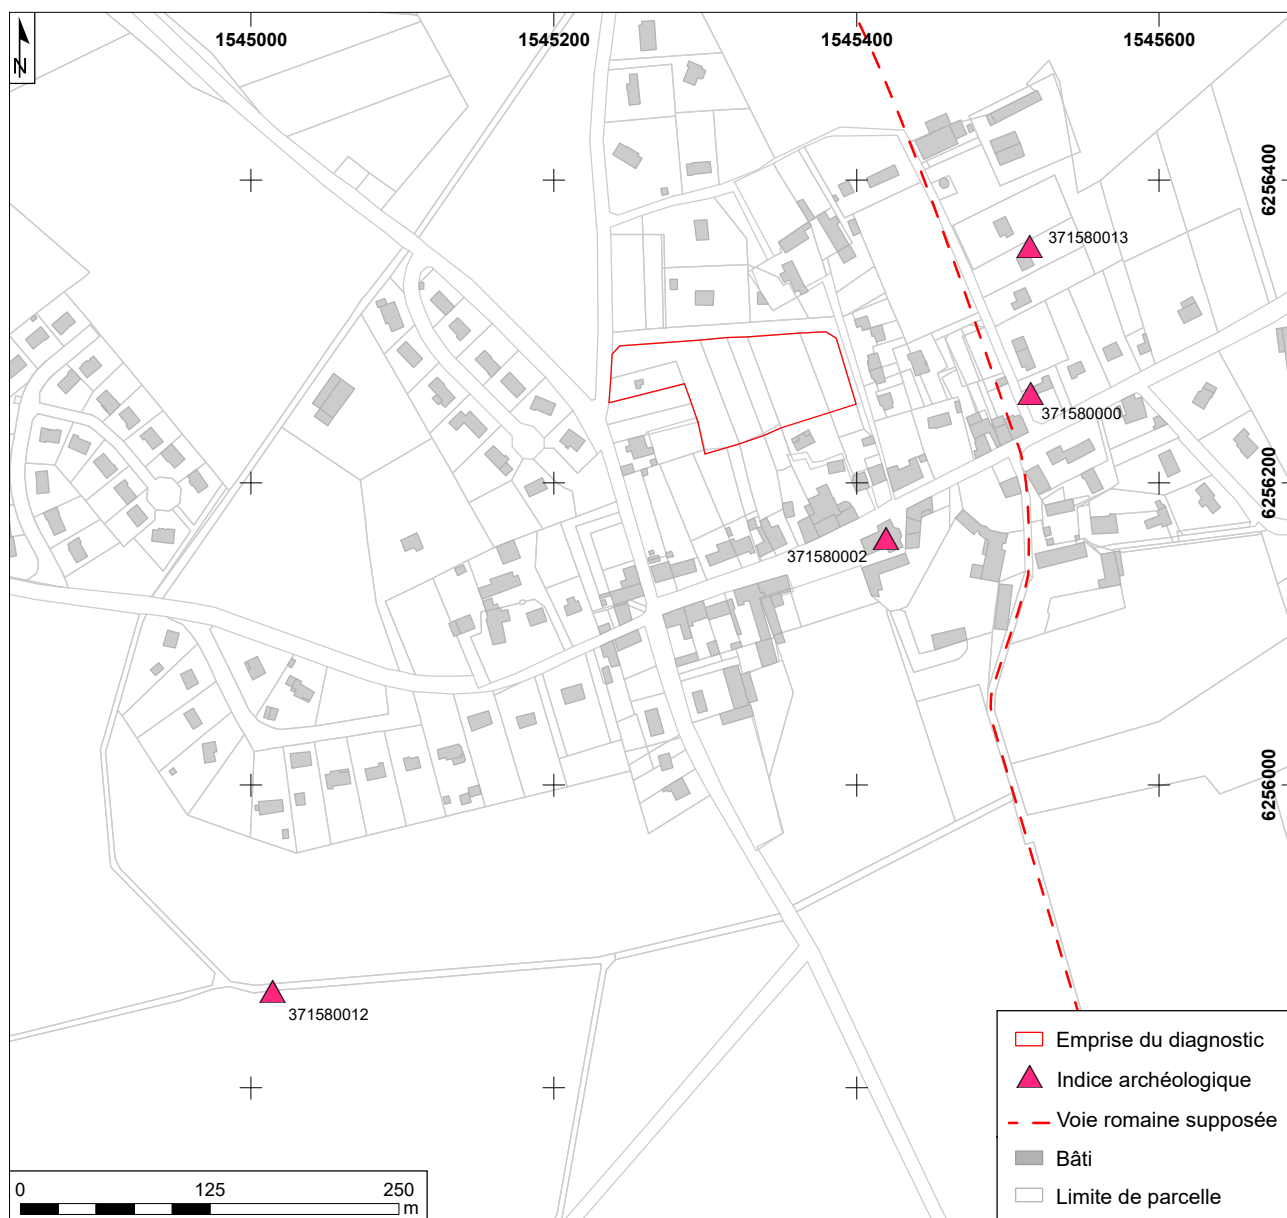 1545000
1545200
1545400
1545600
N
6256400
371580013
371580000
6256200
371580002
6256000
371580012
Emprise du diagnostic
Indice archéologique
Voie romaine supposée
Bâti
Limite de parcelle
0
125
250
m